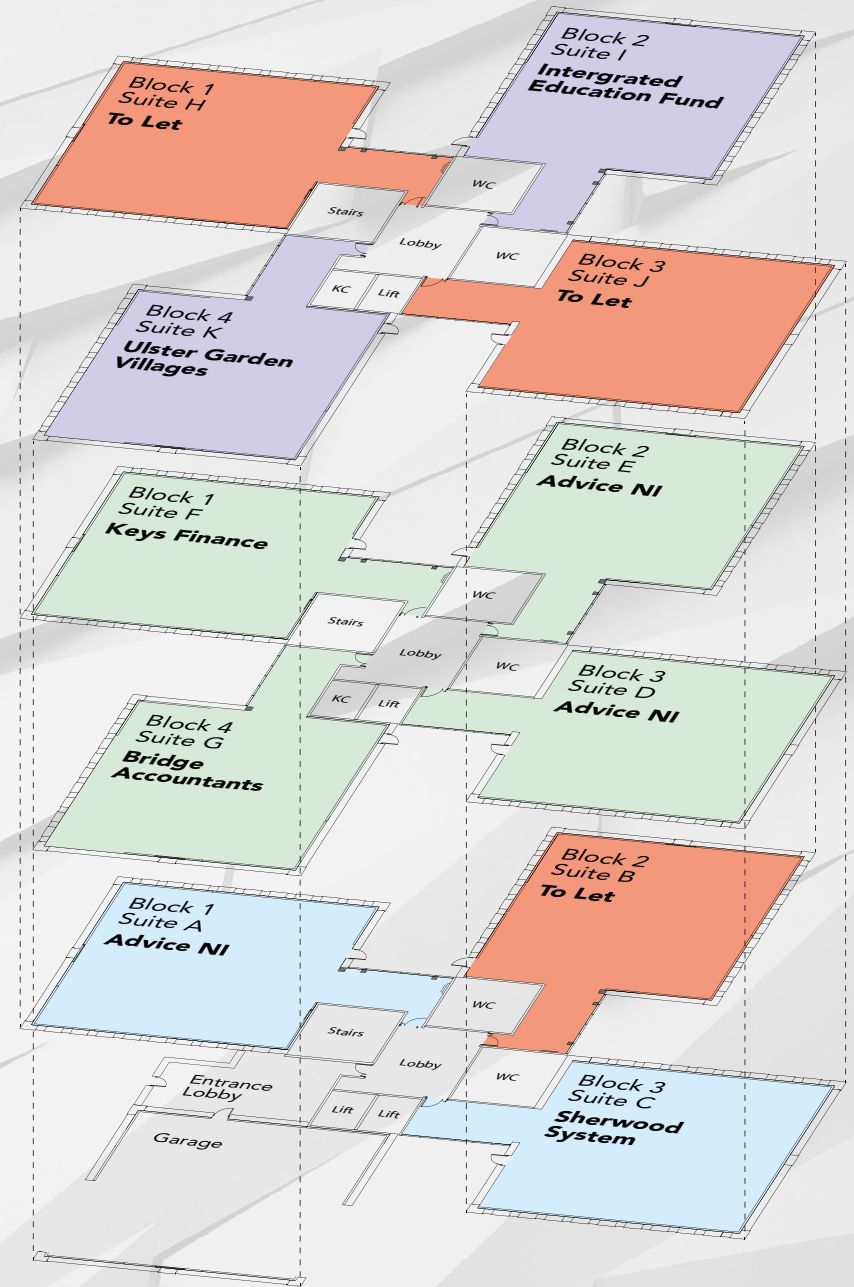 Block 2
Suite I
Intergrated
Education Fund
Block 1
Suite H
To Let
WC
Stairs
Lobby
WC
Block 3
Suite J
To Let
KC
Lift
Block 4
Suite K
Ulster Garden
Villages
Block 2
Suite E
Advice NI
Block 1
Suite F
Keys Finance
WC
Stairs
Lobby
WC
Block 3
Suite D
Advice NI
KC
Lift
Block 4
Suite G
Bridge
Accountants
Block 2
Suite B
To Let
Block 1
Suite A
Advice NI
WC
Stairs
Lobby
WC
Block 3
Suite C
Sherwood
System
Entrance
Lobby
Lift
Lift
Garage